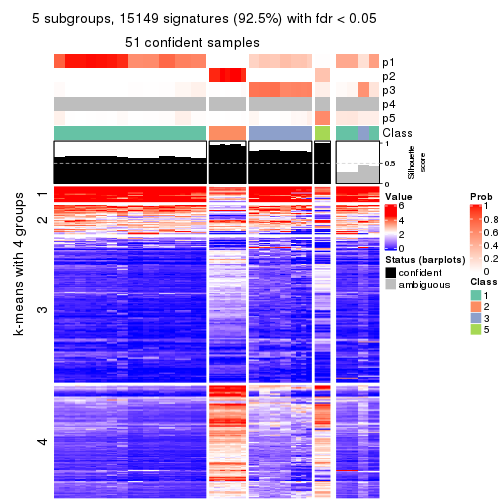 5 subgroups, 15149 signatures (92.5%) with fdr < 0.05
51 confident samples
p1
p2
p3
p4
p5
Class
1
0.5
0
Silhouette
score
k-means with 4 groups
1
2
3
4
Value
6
4
2
0
Status (barplots)
confident
ambiguous
Prob
1
0.8
0.6
0.4
0.2
0
Class
1
2
3
5